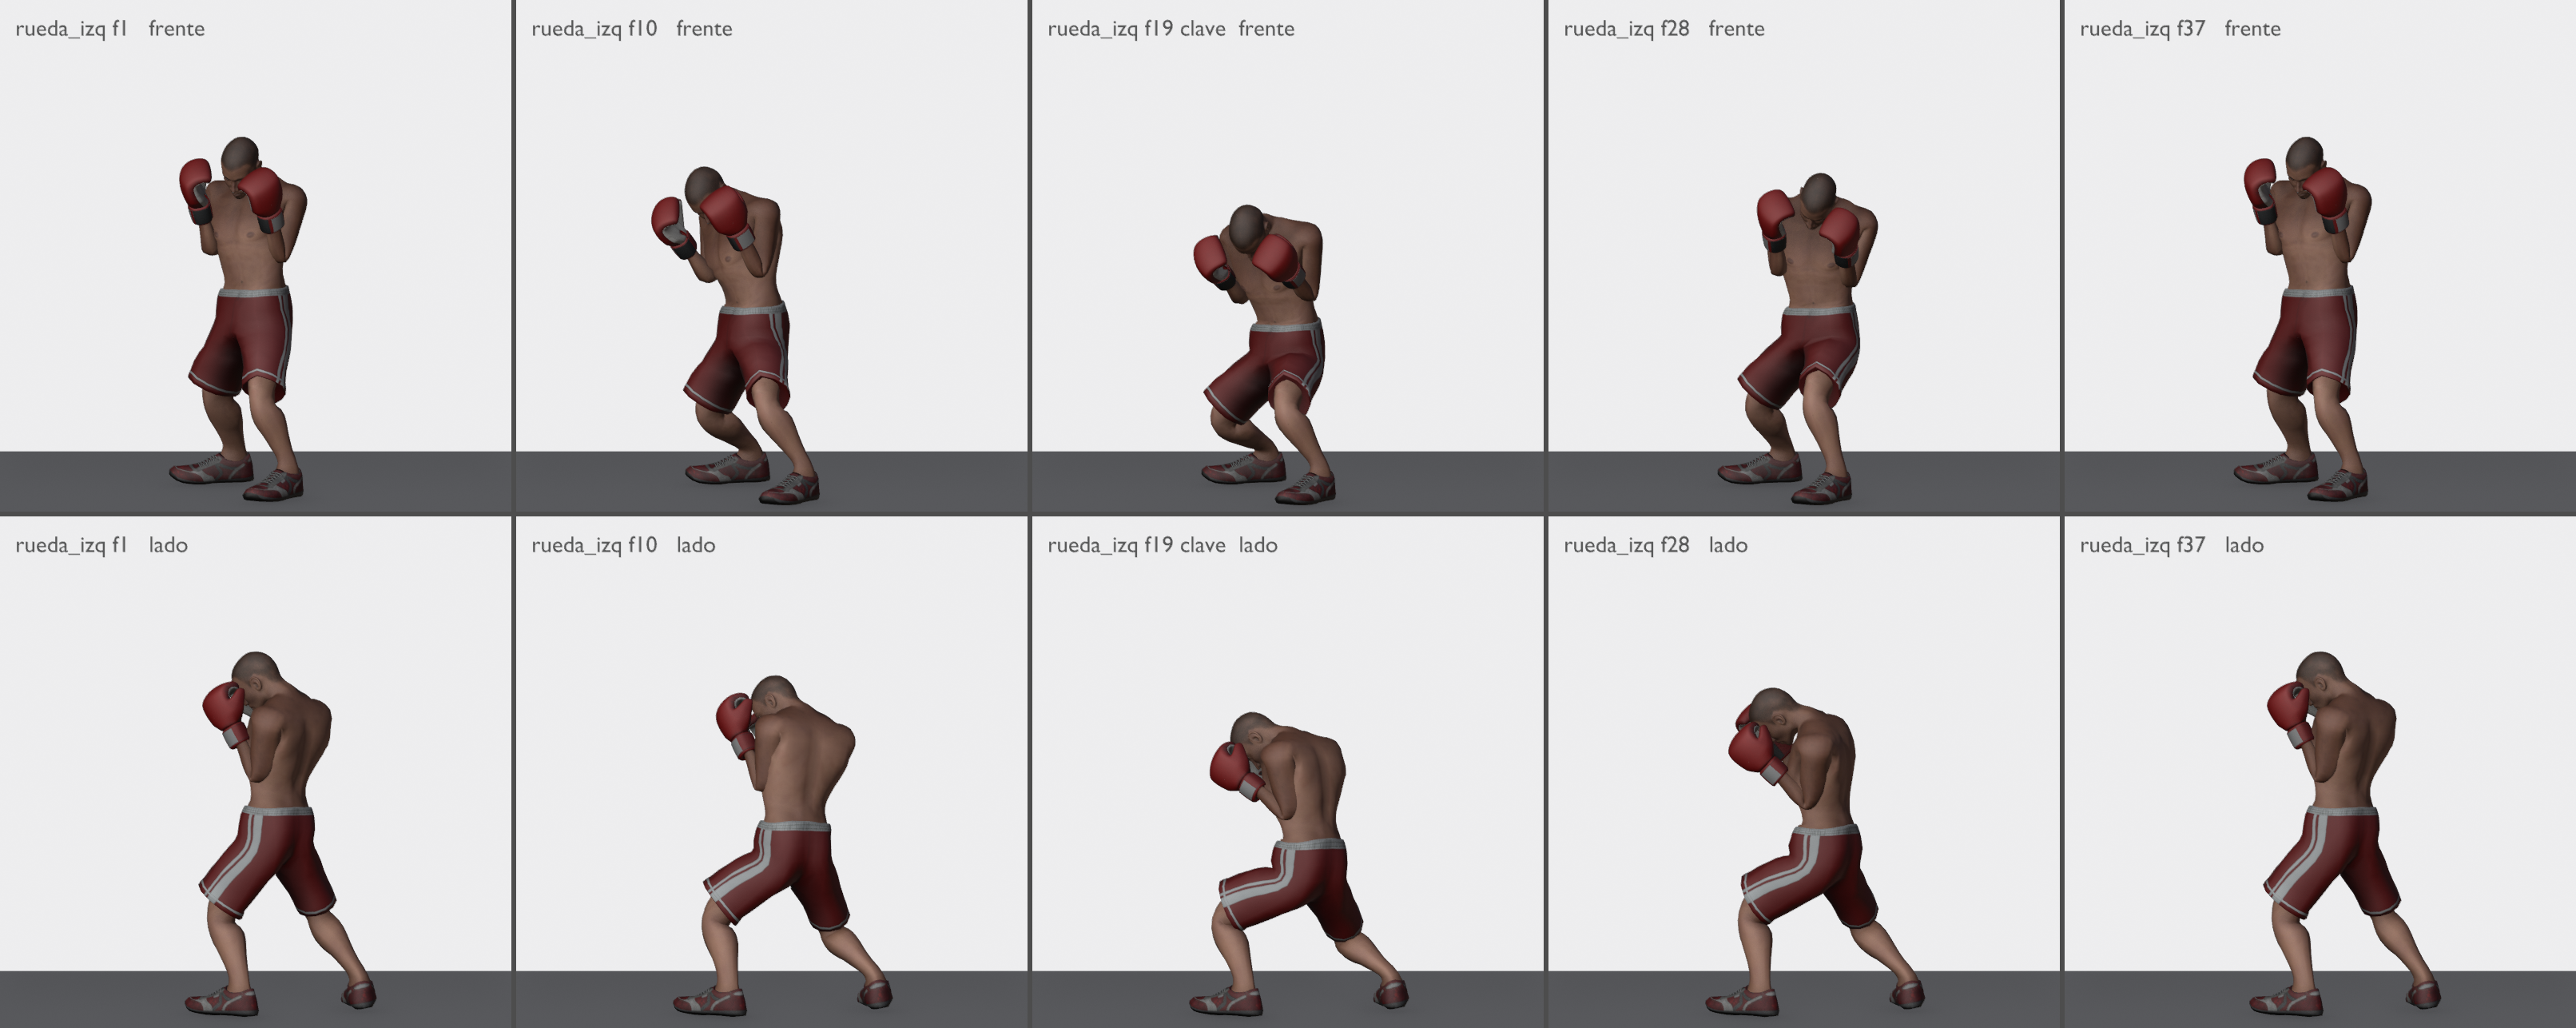 rueda_izq f1 frente
rueda_izq f10 frente
rueda_izq f19 clave frente
rueda_izq f28 frente
rueda_izq f37 frente
rueda_izq f1 lado
rueda_izq f10 lado
rueda_izq f19 clave lado
rueda_izq f28 lado
rueda_izq f37 lado